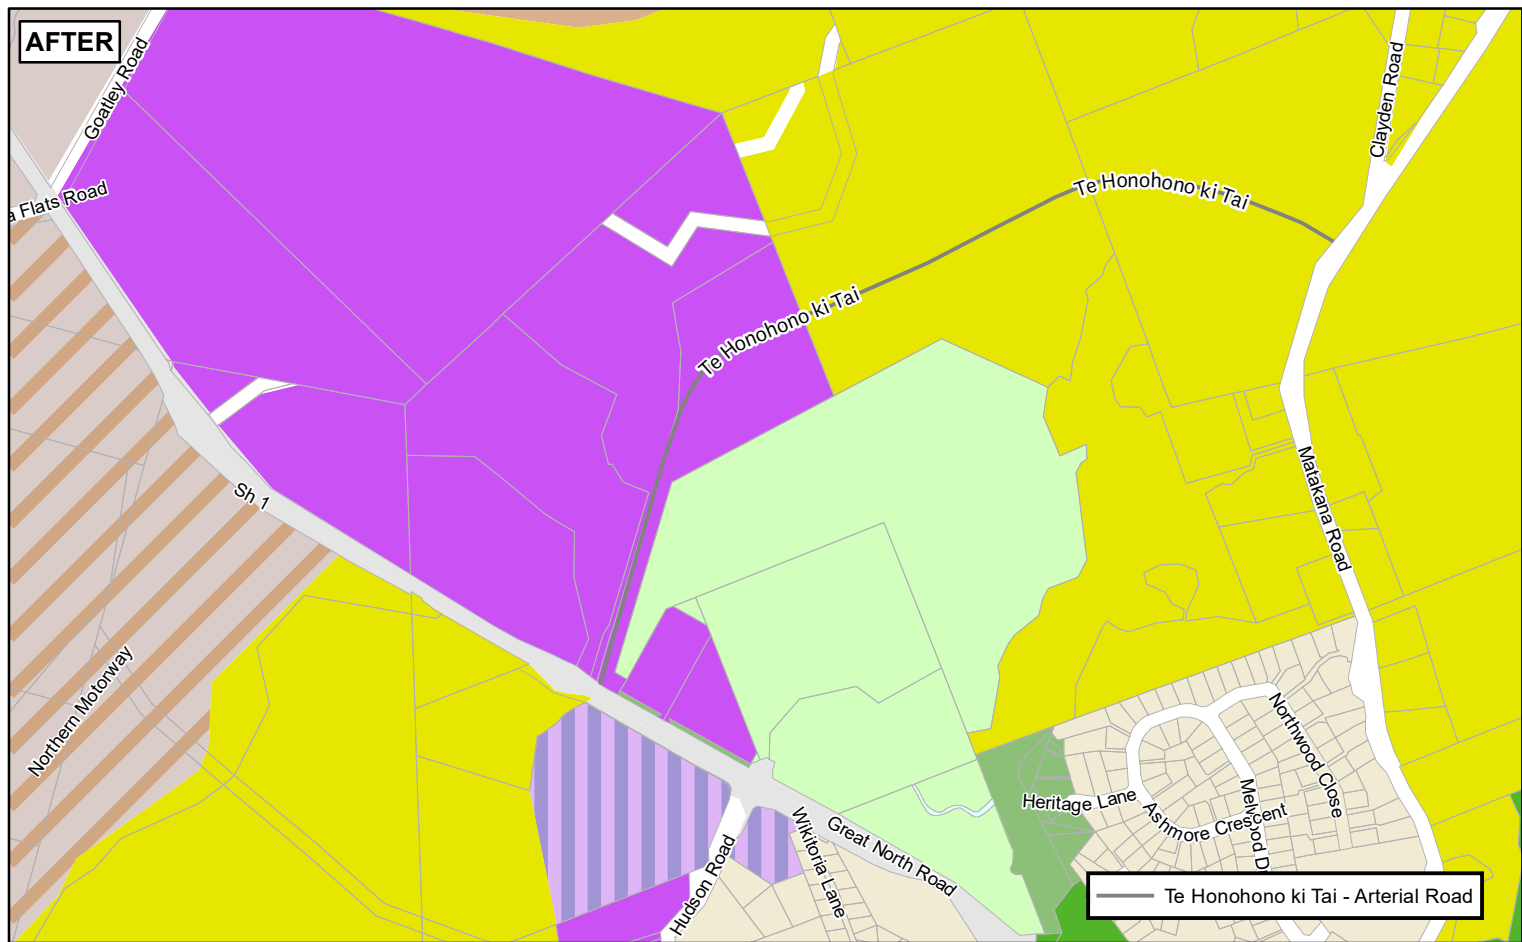 AFTER
Goatley Road
a Flats Road
Clayden Road
Te Honohono ki Tai
Te Honohono ki Tai
Sh 1
Matakana Road
Northern Motorway
Northwood Close
Heritage Lane
Ashmore Crescent
Melwood D
Wikitoria Lane
Great North Road
Hudson Road
Te Honohono ki Tai - Arterial Road